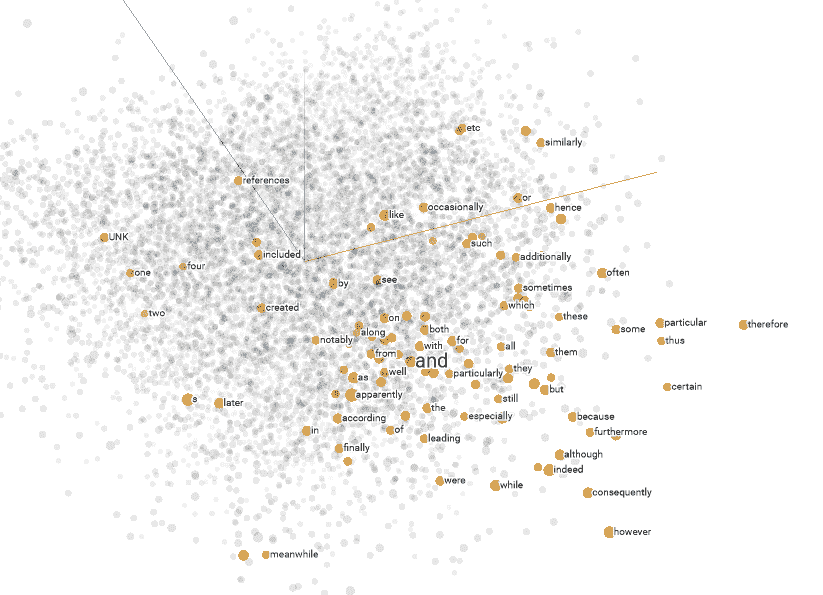 etc
similarly
references
or
occasionally
hence
like
UNK
such
included
additionally
one
four
often
by
see
sometimes
created
which
two
on
these
particular
therefore
some
along
both
notably
with
for
thus
all
from
and
them
as
well
particularly
they
apparently
but
certain
s
later
still
the
according
especially
because
in
of
furthermore
leading
finally
although
indeed
were
while
consequently
however
meanwhile